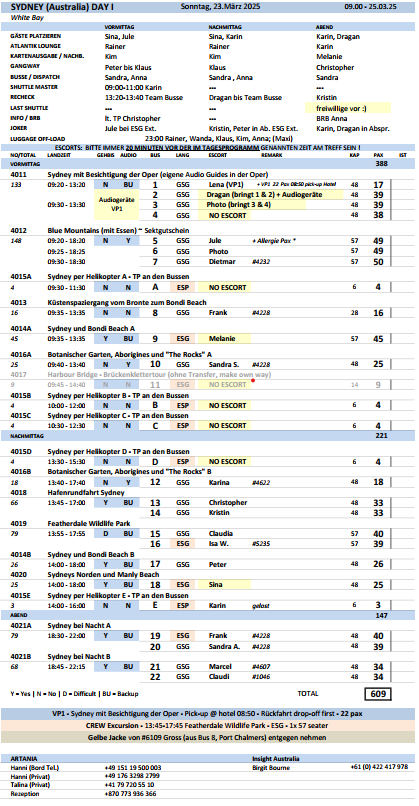 SYDNEY (Australia) DAY I Sonntag, 23.März 2025 09.00 - 25.03.25
White Bay
VORMITTAG NACHMITTAG ABEND
GÄSTE PLATZIEREN Sina, Jule Sina, Karin Karin, Dragan
ATLANTIK LOUNGE Rainer Rainer Karin
KARTENAUSGABE / NACHB. Kim Kim Melanie
GANGWAY Peter bis Klaus Klaus Christopher
BUSSE / DISPATCH Sandra, Anna Sandra , Anna Sandra, Anna
SHUTTLE MASTER 09:00-11:00 Karin --- ---
RECHECK 13:20-13:40 Team Busse Dragan bis Team Busse Kristin
LAST SHUTTLE --- --- freiwillige vor :)
INFO / BRB lt. TP Christopher --- BRB Anna
JOKER Jule bei ESG Ext. Kristin, Peter in Ab. ESG Ext. Karin, Dragan in Abspr.
LUGGAGE OFF-LOAD 23:00 Rainer, Wanda, Klaus, Kim, Anna; (Maxi)
ESCORTS: BITTE IMMER 20 MINUTEN VOR DER IM TAGESPROGRAMM GENANNTEN ZEIT AM TREFFER!
NO/TOTAL LANDZEIT GEHBS AUDIO BUS LANG ESCORT REMARK KAP PAX IST
VORMITTAG 388
4011 Sydney mit Besichtigung der Oper (eigene Audio Guides in der Oper)
133 09:20 - 13:20 N BU 1 GSG Lena (VP1) + VP1 22 Pax 08:50 pick-up Hotel 48 17
Audiogeräte VP1 2 GSG Dragan (bringt 1 & 2) + Audiogeräte 48 39
09:30 - 13:30 3 GSG Photo (bringt 3 & 4) 48 39
4 GSG NO ESCORT 48 38
4012 Blue Mountains (mit Essen) ~ Sektgutschein
148 09:20 - 18:20 N Y 5 GSG Jule + Allergie Pax * 57 49
09:25 - 18:25 6 GSG Photo 57 49
09:30 - 18:30 7 GSG Dietmar #4232 57 50
4015A Sydney per Helikopter A - TP an den Bussen
4 09:30 - 11:30 N N A ESP NO ESCORT 6 4
4013 Küstenspaziergang vom Bronte zum Bondi Beach
16 09:35 - 13:35 N BU 8 GSG Frank #4228 28 16
4014A Sydney und Bondi Beach A
45 09:35 - 13:35 Y BU 9 ESG Melanie 57 45
4016A Botanischer Garten, Aborigines und "The Rocks" A
25 09:40 - 13:40 N Y 10 GSG Sandra S. #4228 48 25
4017 Harbour Bridge - Brückenklettertour (ohne Transfer, make own way)
9 09:45 - 14:40 N N 11 ESG NO ESCORT 14 9
4015B Sydney per Helikopter B - TP an den Bussen
4 10:00 - 12:00 N N B ESP NO ESCORT 6 4
4015C Sydney per Helikopter C - TP an den Bussen
4 10:30 - 12:30 N N C ESP NO ESCORT 6 4
NACHMITTAG 221
4015D Sydney per Helikopter D - TP an den Bussen
4 13:30 - 15:30 N N D ESP NO ESCORT 6 4
4016B Botanischer Garten, Aborigines und "The Rocks" B
18 13:40 - 17:40 N Y 12 GSG Karina #4622 48 18
4018 Hafenrundfahrt Sydney
66 13:45 - 17:00 Y BU 13 GSG Christopher 48 33
14 GSG Kristin 48 33
4019 Featherdale Wildlife Park
79 13:55 - 17:55 D BU 15 GSG Claudia 57 40
16 ESG Isa W. #5235 57 39
4014B Sydney und Bondi Beach B
26 14:00 - 18:00 Y BU 17 GSG Peter 48 26
4020 Sydneys Norden und Manly Beach
25 14:00 - 18:00 Y BU 18 ESG Sina 48 25
4015E Sydney per Helikopter E - TP an den Bussen
3 14:00 - 16:00 N N E ESP Karin gelost 6 3
ABEND 147
4021A Sydney bei Nacht A
79 18:30 - 22:00 Y BU 19 ESG Frank #4228 48 40
20 GSG Sandra A. #4228 48 39
4021B Sydney bei Nacht B
68 18:45 - 22:15 Y BU 21 GSG Marcel #4607 48 34
22 GSG Claudi #1046 48 34
Y = Yes | N = No | D = Difficult | BU = Backup TOTAL 609
VP1 - Sydney mit Besichtigung der Oper - Pick-up @ hotel 08:50 - Rückfahrt drop-off first - 22 pax
CREW Excursion - 13:45-17:45 Featherdale Wildlife Park - ESG - 1x 57 seater
Gelbe Jacke von #6109 Gross (aus Bus 8, Port Chalmers) entgegen nehmen
ARTANIA Insight Australia
Hanni (Bord Tel.) +49 151 19 500 003 Birgit Bourne +61 (0) 422 417 978
Hanni (Privat) +49 176 3298 2799
Talina (Privat) +41 79 720 55 10
Rezeption +870 773 936 366